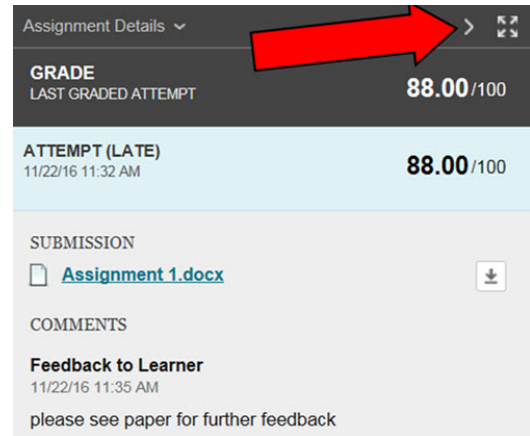 Assignment Details
GRADE
LAST GRADED ATTEMPT
88.00/100
ATTEMPT (LATE)
11/22/16 11:32 AM
88.00/100
SUBMISSION
Assignment 1.docx
COMMENTS
Feedback to Learner
11/22/16 11:35 AM
please see paper for further feedback